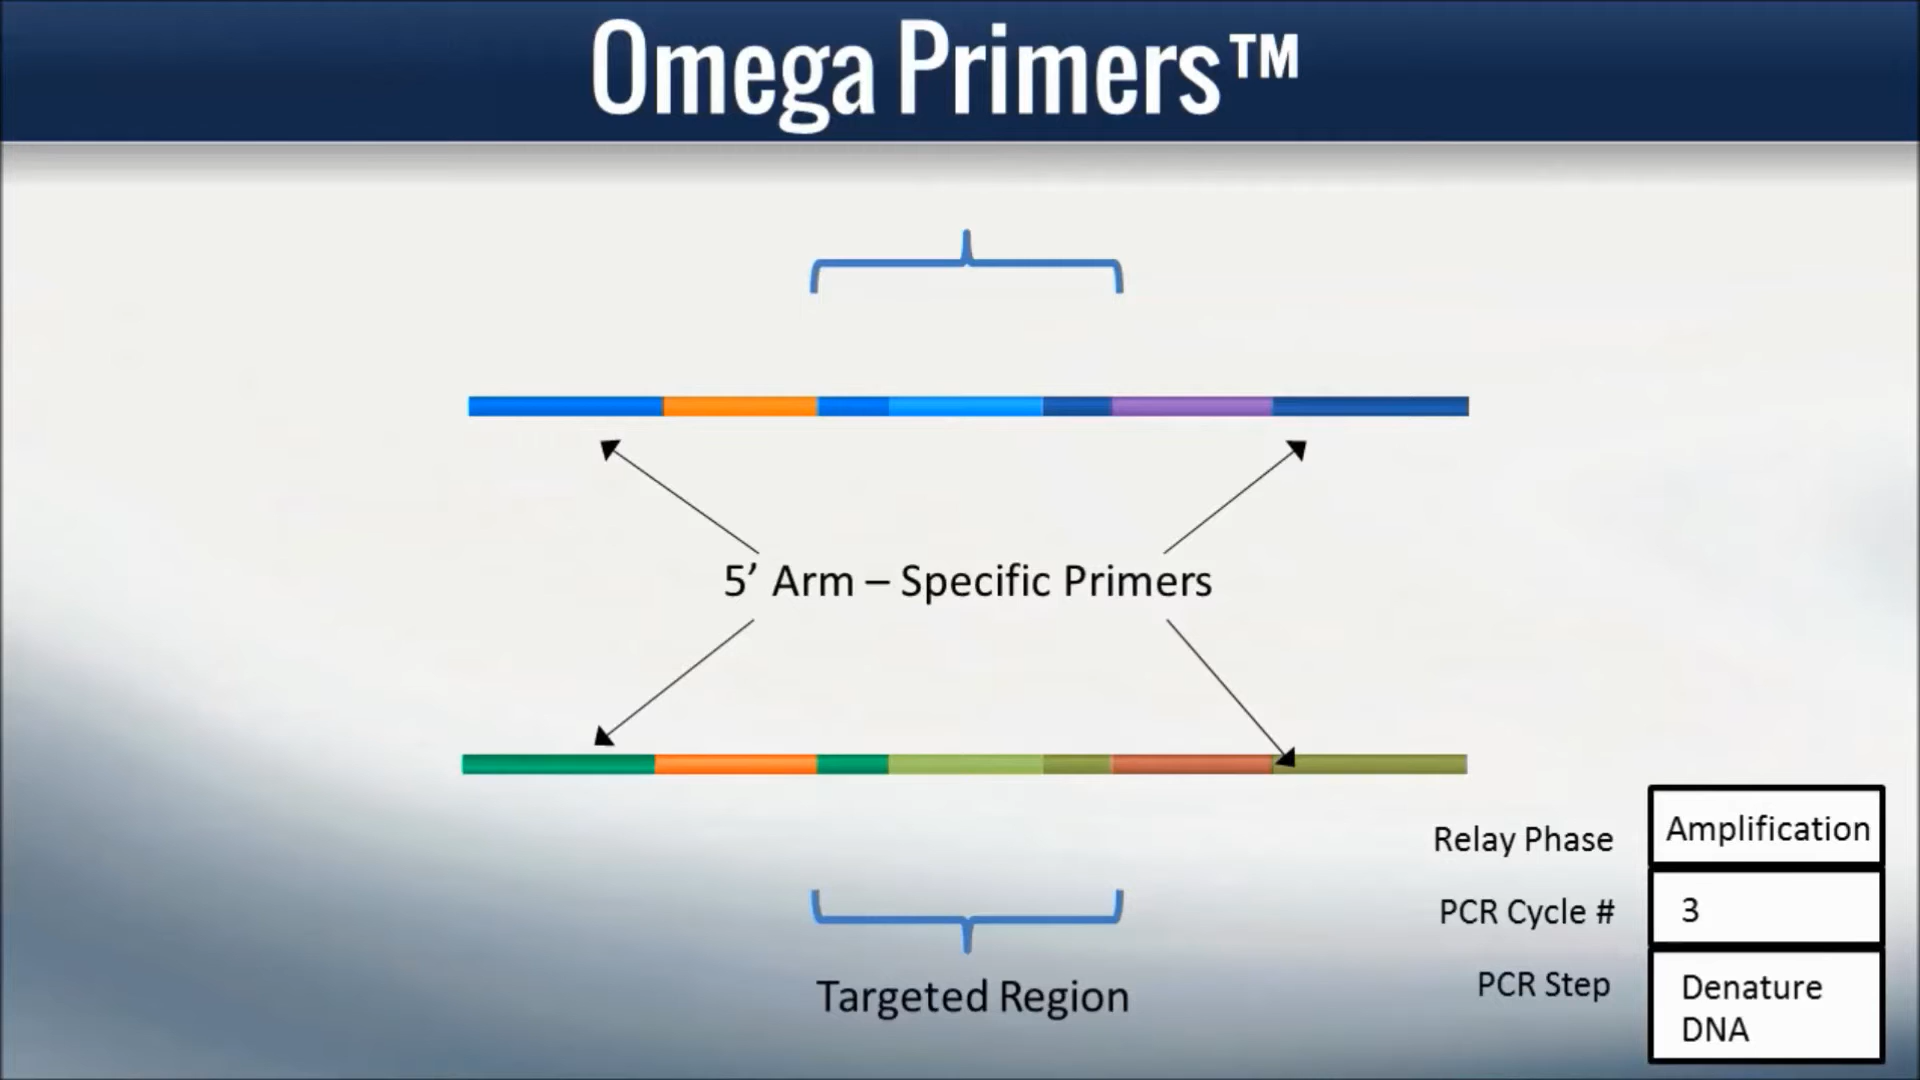 Omega Primers™
5’ Arm – Specific Primers
Targeted Region
Relay Phase
Amplification
PCR Cycle #
3
PCR Step
Denature
DNA